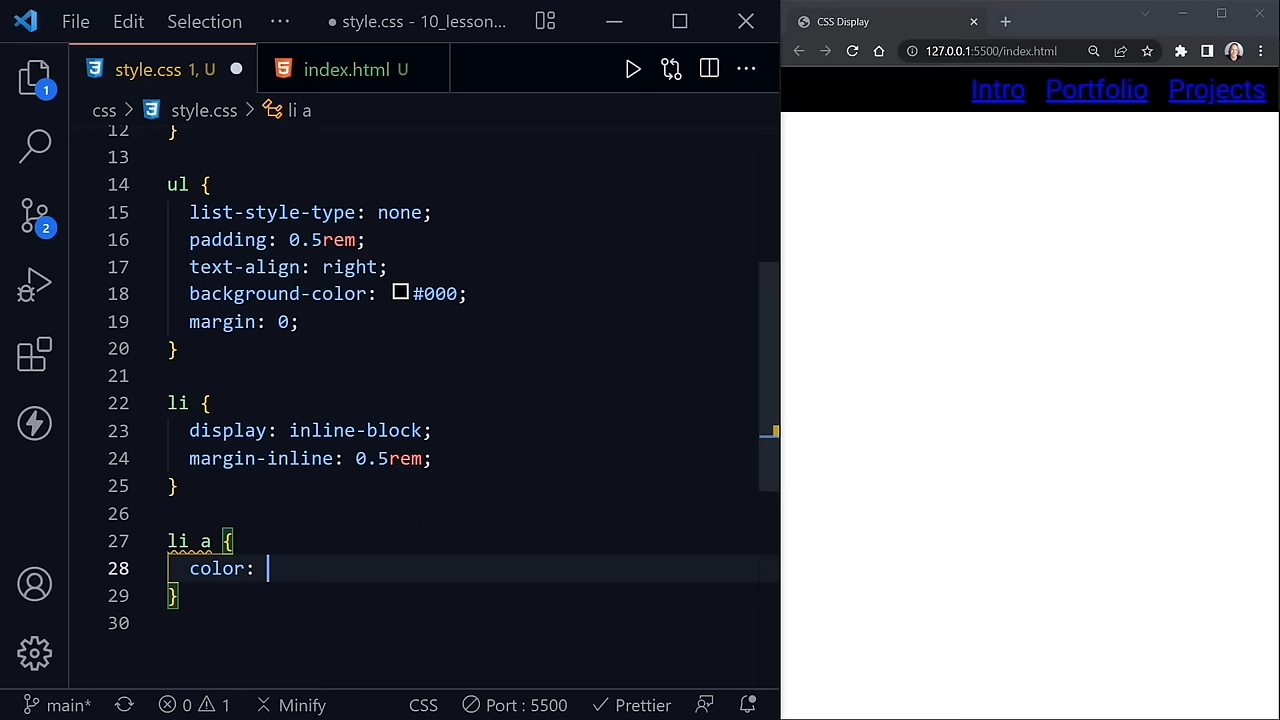 File Edit Selection ··· ● style.css - 10_lesson...
style.css 1, U ●
index.html U
css > style.css > li a
12 }
13
14 ul {
15 list-style-type: none;
16 padding: 0.5rem;
17 text-align: right;
18 background-color: #000;
19 margin: 0;
20 }
21
22 li {
23 display: inline-block;
24 margin-inline: 0.5rem;
25 }
26
27 li a {
28 color:
29 }
30
1
2
main* 0 1 Minify CSS Port : 5500 Prettier
CSS Display
127.0.0.1:5500/index.html
Intro Portfolio Projects